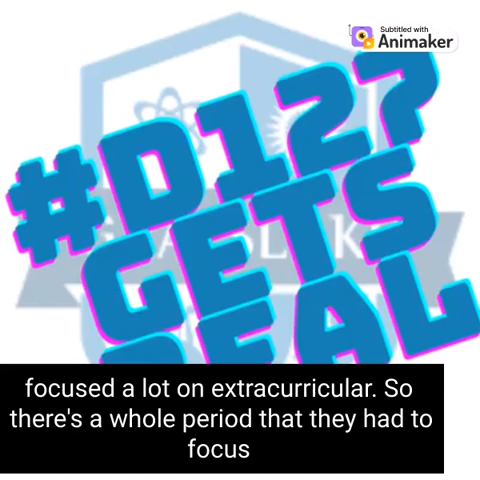 Subtitled with
Animaker
#D127
GETS
REAL
focused a lot on extracurricular. So
there's a whole period that they had to
focus